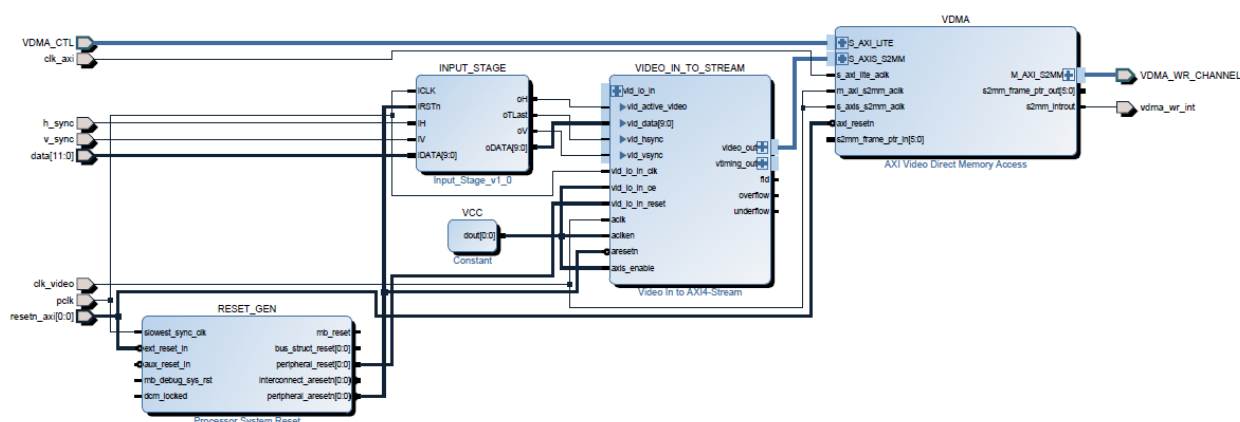 VDMA
VDMA_CTL
clk_axi
S_AXI_LITE
S_AXIS_S2MM
s_axi_lite_aclk
m_axi_s2mm_aclk
s_axis_s2mm_aclk
axi_resetn
s2mm_frame_ptr_in[5:0]
M_AXI_S2MM
s2mm_frame_ptr_out[5:0]
s2mm_introut
AXI Video Direct Memory Access
VDMA_WR_CHANNEL
vdma_wr_int
INPUT_STAGE
ICLK
IRSTn
IH
IV
IDATA[9:0]
oH
oTLast
oV
oDATA[9:0]
Input_Stage_v1_0
h_sync
v_sync
data[11:0]
VIDEO_IN_TO_STREAM
vid_io_in
vid_active_video
vid_data[9:0]
vid_hsync
vid_vsync
vid_io_in_clk
vid_io_in_ce
vid_io_in_reset
aclk
aclken
aresetn
axis_enable
video_out
vtiming_out
fid
overflow
underflow
Video In to AXI4-Stream
VCC
dout[0:0]
Constant
clk_video
pclk
resetn_axi[0:0]
RESET_GEN
slowest_sync_clk
ext_reset_in
aux_reset_in
mb_debug_sys_rst
dcm_locked
mb_reset
bus_struct_reset[0:0]
peripheral_reset[0:0]
interconnect_aresetn[0:0]
peripheral_aresetn[0:0]
Processor System Reset